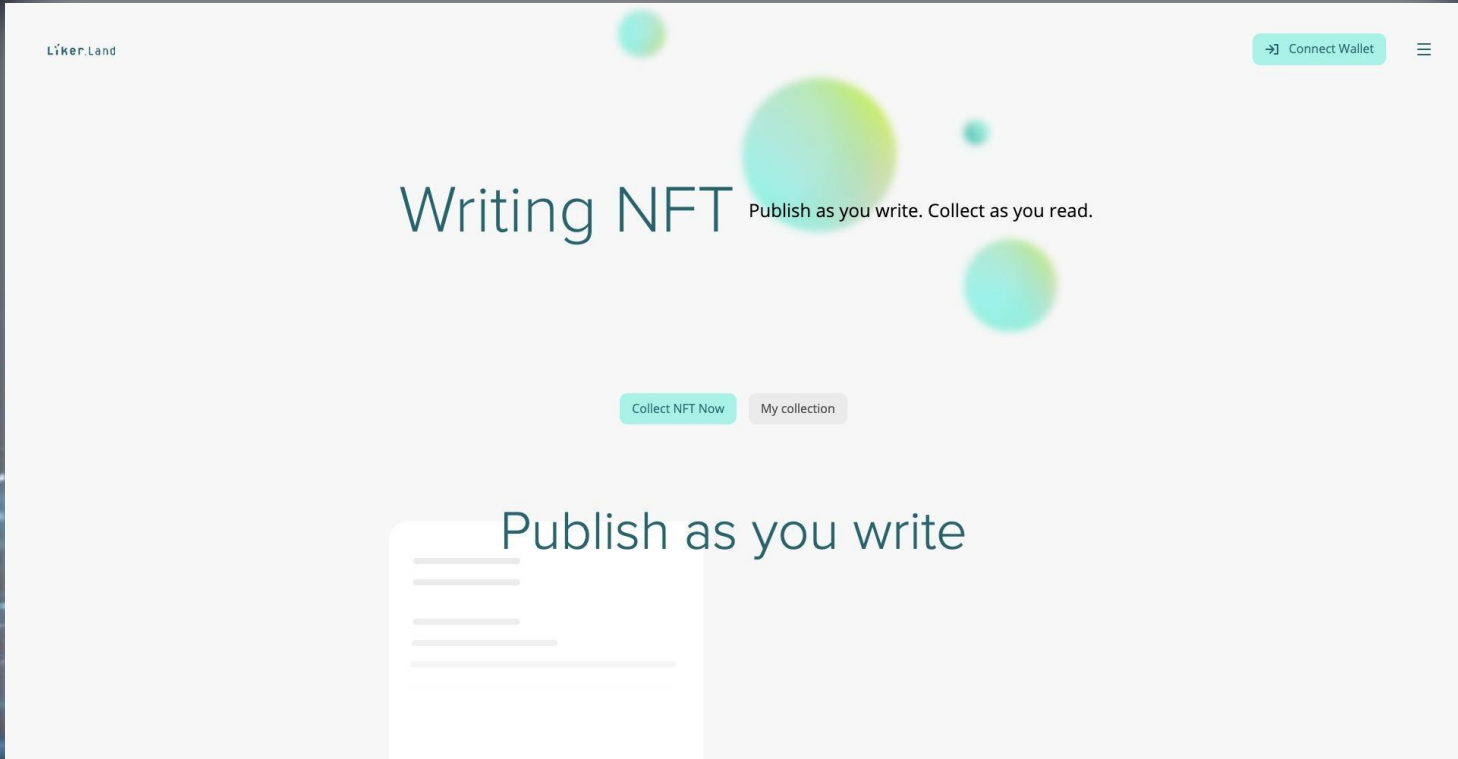 Liker.Land
Connect Wallet
Writing NFT
Publish as you write. Collect as you read.
Collect NFT Now
My collection
Publish as you write